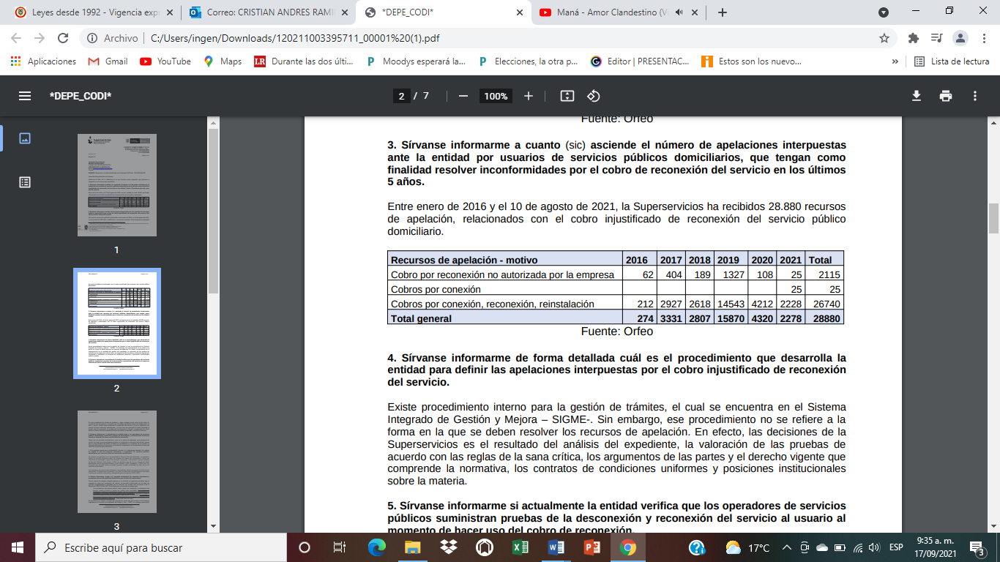 Leyes desde 1992 - Vigencia exp
Correo: CRISTIAN ANDRES RAMI
*DEPE_CODI*
Maná - Amor Clandestino (V
Archivo
C:/Users/ingen/Downloads/120211003395711_00001%20(1).pdf
Aplicaciones
Gmail
YouTube
Maps
LR Durante las dos últi...
P Moodys esperará la...
P Elecciones, la otra p...
Editor | PRESENTAC...
Estos son los nuevo...
»
Lista de lectura
*DEPE_CODI*
2 / 7
100%
1
2
3
Fuente: Orfeo
3. Sírvanse informarme a cuanto (sic) asciende el número de apelaciones interpuestas
ante la entidad por usuarios de servicios públicos domiciliarios, que tengan como
finalidad resolver inconformidades por el cobro de reconexión del servicio en los últimos
5 años.
Entre enero de 2016 y el 10 de agosto de 2021, la Superservicios ha recibidos 28.880 recursos
de apelación, relacionados con el cobro injustificado de reconexión del servicio público
domiciliario.
Recursos de apelación - motivo 2016 2017 2018 2019 2020 2021 Total
Cobro por reconexión no autorizada por la empresa 62 404 189 1327 108 25 2115
Cobros por conexión 25 25
Cobros por conexión, reconexión, reinstalación 212 2927 2618 14543 4212 2228 26740
Total general 274 3331 2807 15870 4320 2278 28880
Fuente: Orfeo
4. Sírvanse informarme de forma detallada cuál es el procedimiento que desarrolla la
entidad para definir las apelaciones interpuestas por el cobro injustificado de reconexión
del servicio.
Existe procedimiento interno para la gestión de trámites, el cual se encuentra en el Sistema
Integrado de Gestión y Mejora – SIGME-. Sin embargo, ese procedimiento no se refiere a la
forma en la que se deben resolver los recursos de apelación. En efecto, las decisiones de la
Superservicios es el resultado del análisis del expediente, la valoración de las pruebas de
acuerdo con las reglas de la sana crítica, los argumentos de las partes y el derecho vigente que
comprende la normativa, los contratos de condiciones uniformes y posiciones institucionales
sobre la materia.
5. Sírvanse informarme si actualmente la entidad verifica que los operadores de servicios
públicos suministran pruebas de la desconexión y reconexión del servicio al usuario al
momento de hacer uso del cobro de reconexión.
Escribe aquí para buscar
17°C
ESP
9:35 a. m.
17/09/2021
3